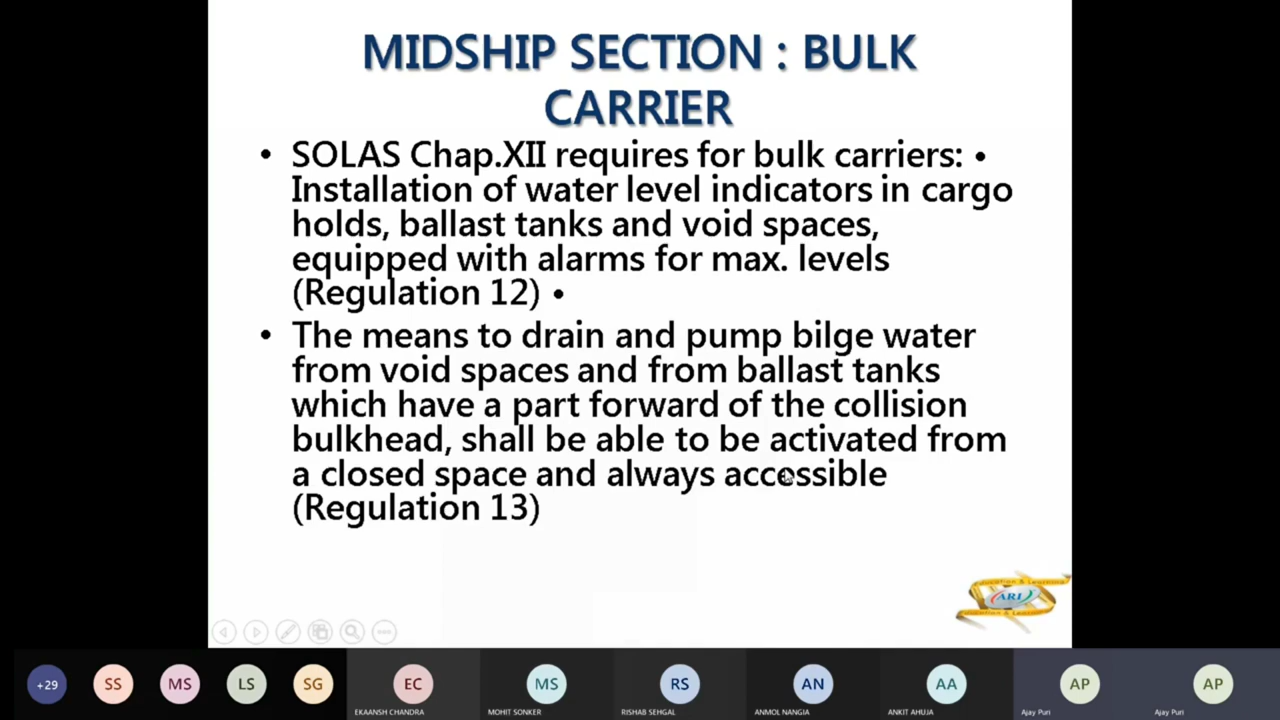 MIDSHIP SECTION : BULK
CARRIER
• SOLAS Chap.XII requires for bulk carriers: •
Installation of water level indicators in cargo
holds, ballast tanks and void spaces,
equipped with alarms for max. levels
(Regulation 12) •
• The means to drain and pump bilge water
from void spaces and from ballast tanks
which have a part forward of the collision
bulkhead, shall be able to be activated from
a closed space and always accessible
(Regulation 13)
ARI
+29
SS
MS
LS
SG
EC
EKAANSH CHANDRA
MS
MOHIT SONKER
RS
RISHAB SEHGAL
AN
ANMOL NANGIA
AA
ANKIT AHUJA
AP
Ajay Puri
AP
Ajay Puri